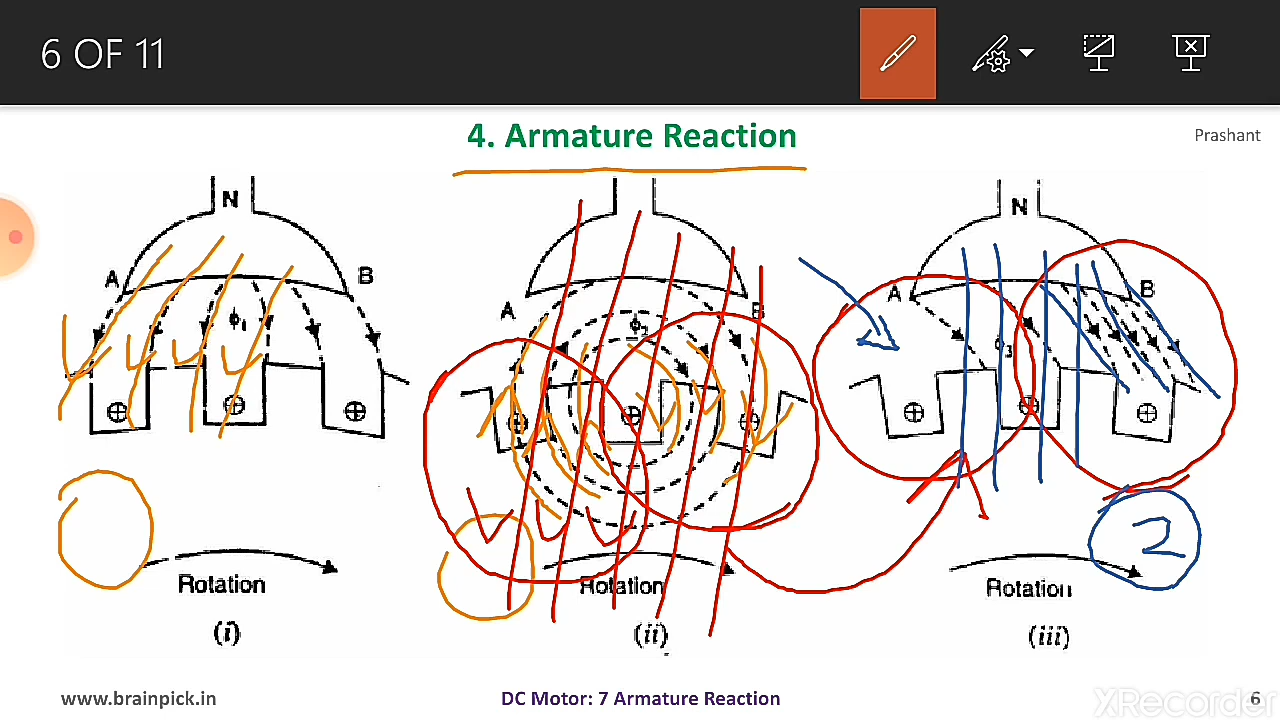 6 OF 11
4. Armature Reaction
Prashant
N
A
B
ϕ1
Rotation
(i)
A
B
ϕ2
Rotation
(ii)
N
A
B
ϕ3
2
Rotation
(iii)
www.brainpick.in
DC Motor: 7 Armature Reaction
6
XRecorder